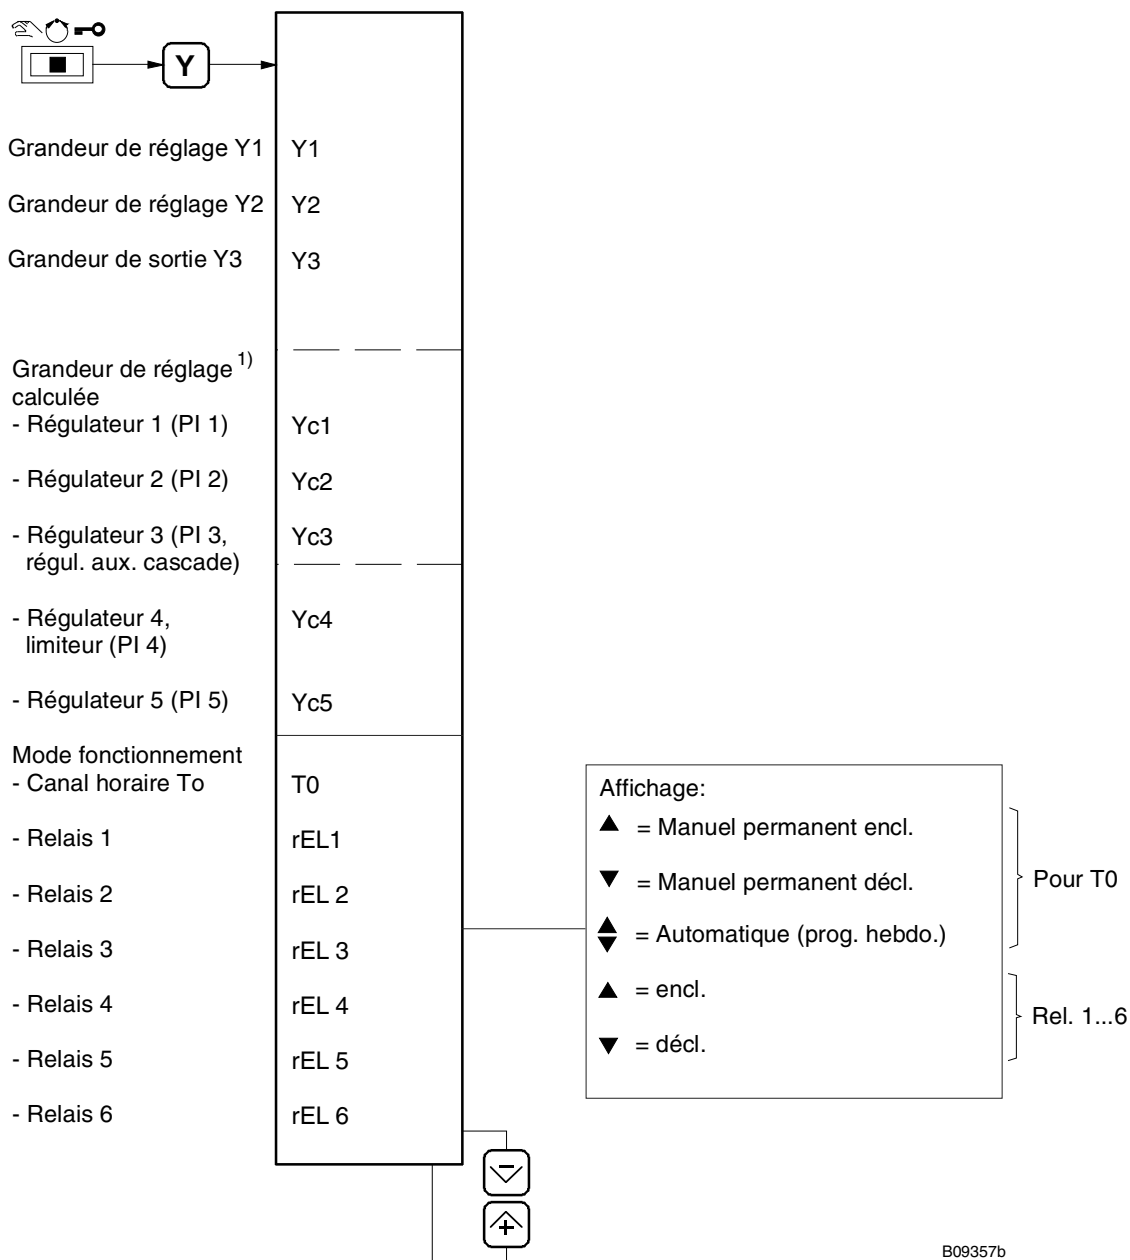 Y
Grandeur de réglage Y1 Y1
Grandeur de réglage Y2 Y2
Grandeur de sortie Y3 Y3
Grandeur de réglage 1)
calculée
- Régulateur 1 (PI 1) Yc1
- Régulateur 2 (PI 2) Yc2
- Régulateur 3 (PI 3, Yc3
régul. aux. cascade)
- Régulateur 4, Yc4
limiteur (PI 4)
- Régulateur 5 (PI 5) Yc5
Mode fonctionnement
- Canal horaire To T0
- Relais 1 rEL1
- Relais 2 rEL 2
- Relais 3 rEL 3
- Relais 4 rEL 4
- Relais 5 rEL 5
- Relais 6 rEL 6
Affichage:
▲ = Manuel permanent encl.
▼ = Manuel permanent décl.
▲▼ = Automatique (prog. hebdo.)
▲ = encl.
▼ = décl.
Pour T0
Rel. 1...6
-
+
B09357b